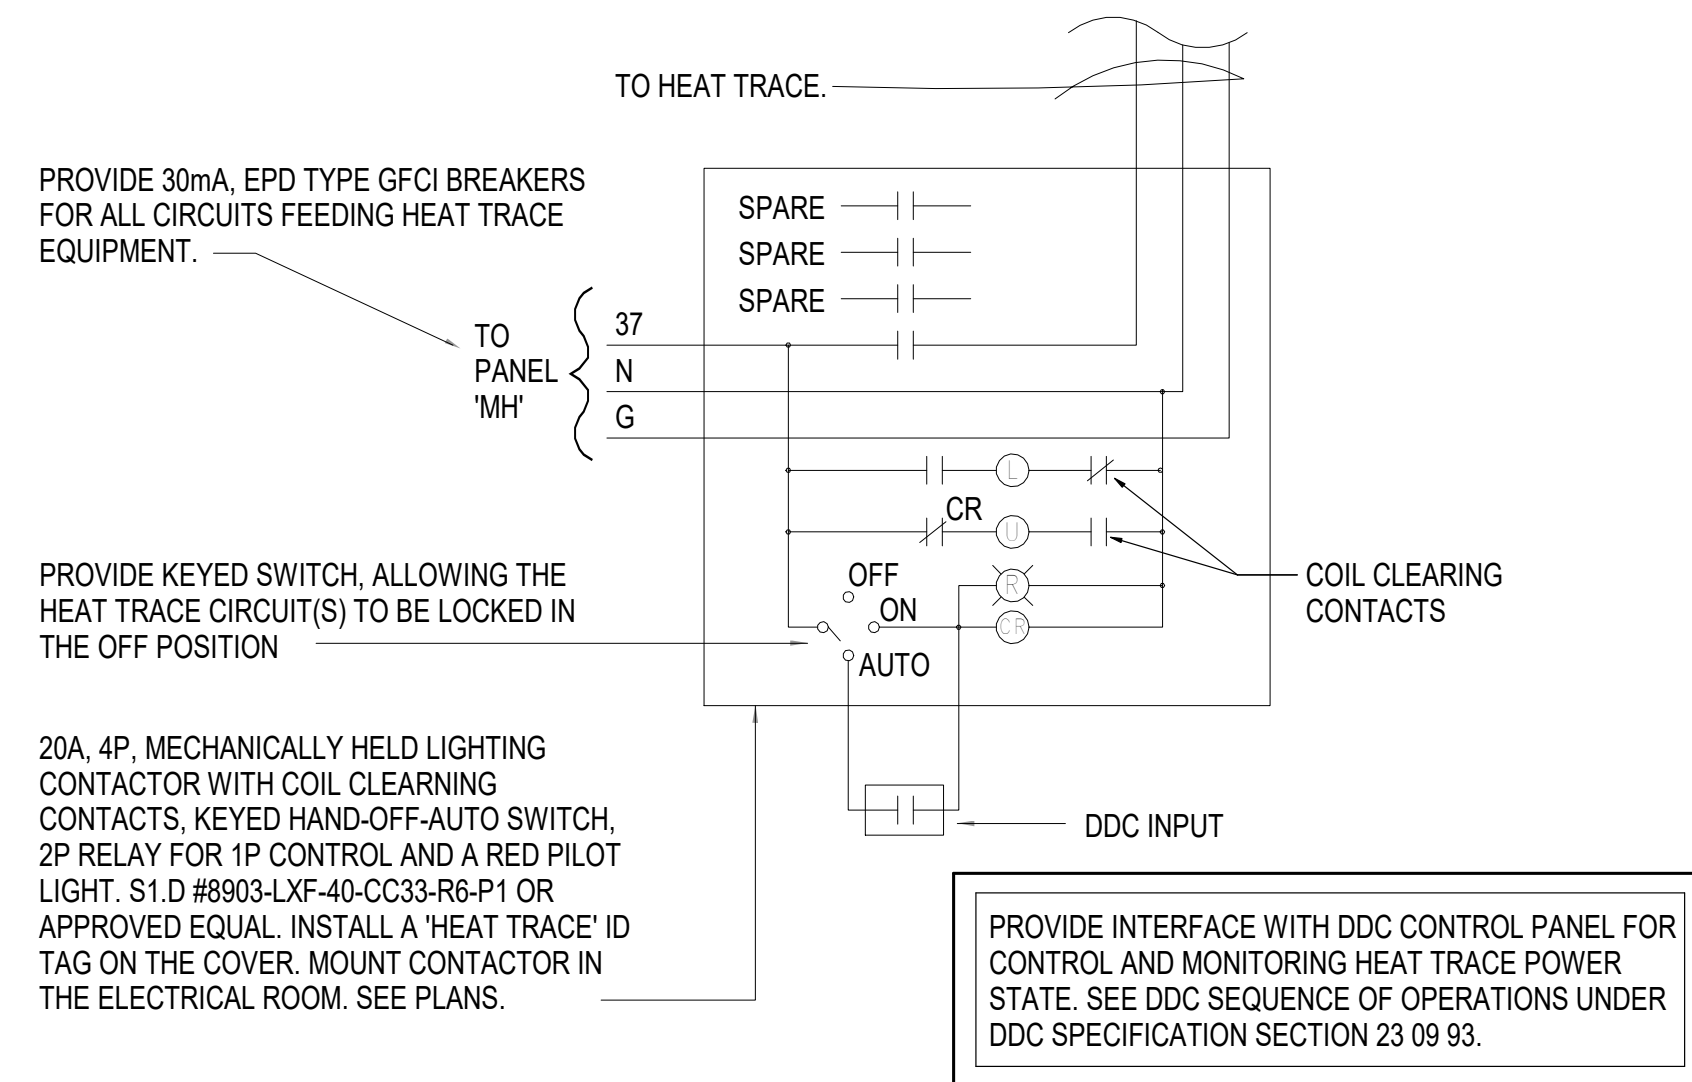 TO HEAT TRACE.
PROVIDE 30mA, EPD TYPE GFCI BREAKERS
FOR ALL CIRCUITS FEEDING HEAT TRACE
EQUIPMENT.
SPARE
SPARE
SPARE
TO
PANEL
'MH'
37
N
G
L
CR
U
PROVIDE KEYED SWITCH, ALLOWING THE
HEAT TRACE CIRCUIT(S) TO BE LOCKED IN
THE OFF POSITION
OFF
ON
AUTO
R
CR
COIL CLEARING
CONTACTS
20A, 4P, MECHANICALLY HELD LIGHTING
CONTACTOR WITH COIL CLEARNING
CONTACTS, KEYED HAND-OFF-AUTO SWITCH,
2P RELAY FOR 1P CONTROL AND A RED PILOT
LIGHT. S1.D #8903-LXF-40-CC33-R6-P1 OR
APPROVED EQUAL. INSTALL A 'HEAT TRACE' ID
TAG ON THE COVER. MOUNT CONTACTOR IN
THE ELECTRICAL ROOM. SEE PLANS.
DDC INPUT
PROVIDE INTERFACE WITH DDC CONTROL PANEL FOR
CONTROL AND MONITORING HEAT TRACE POWER
STATE. SEE DDC SEQUENCE OF OPERATIONS UNDER
DDC SPECIFICATION SECTION 23 09 93.